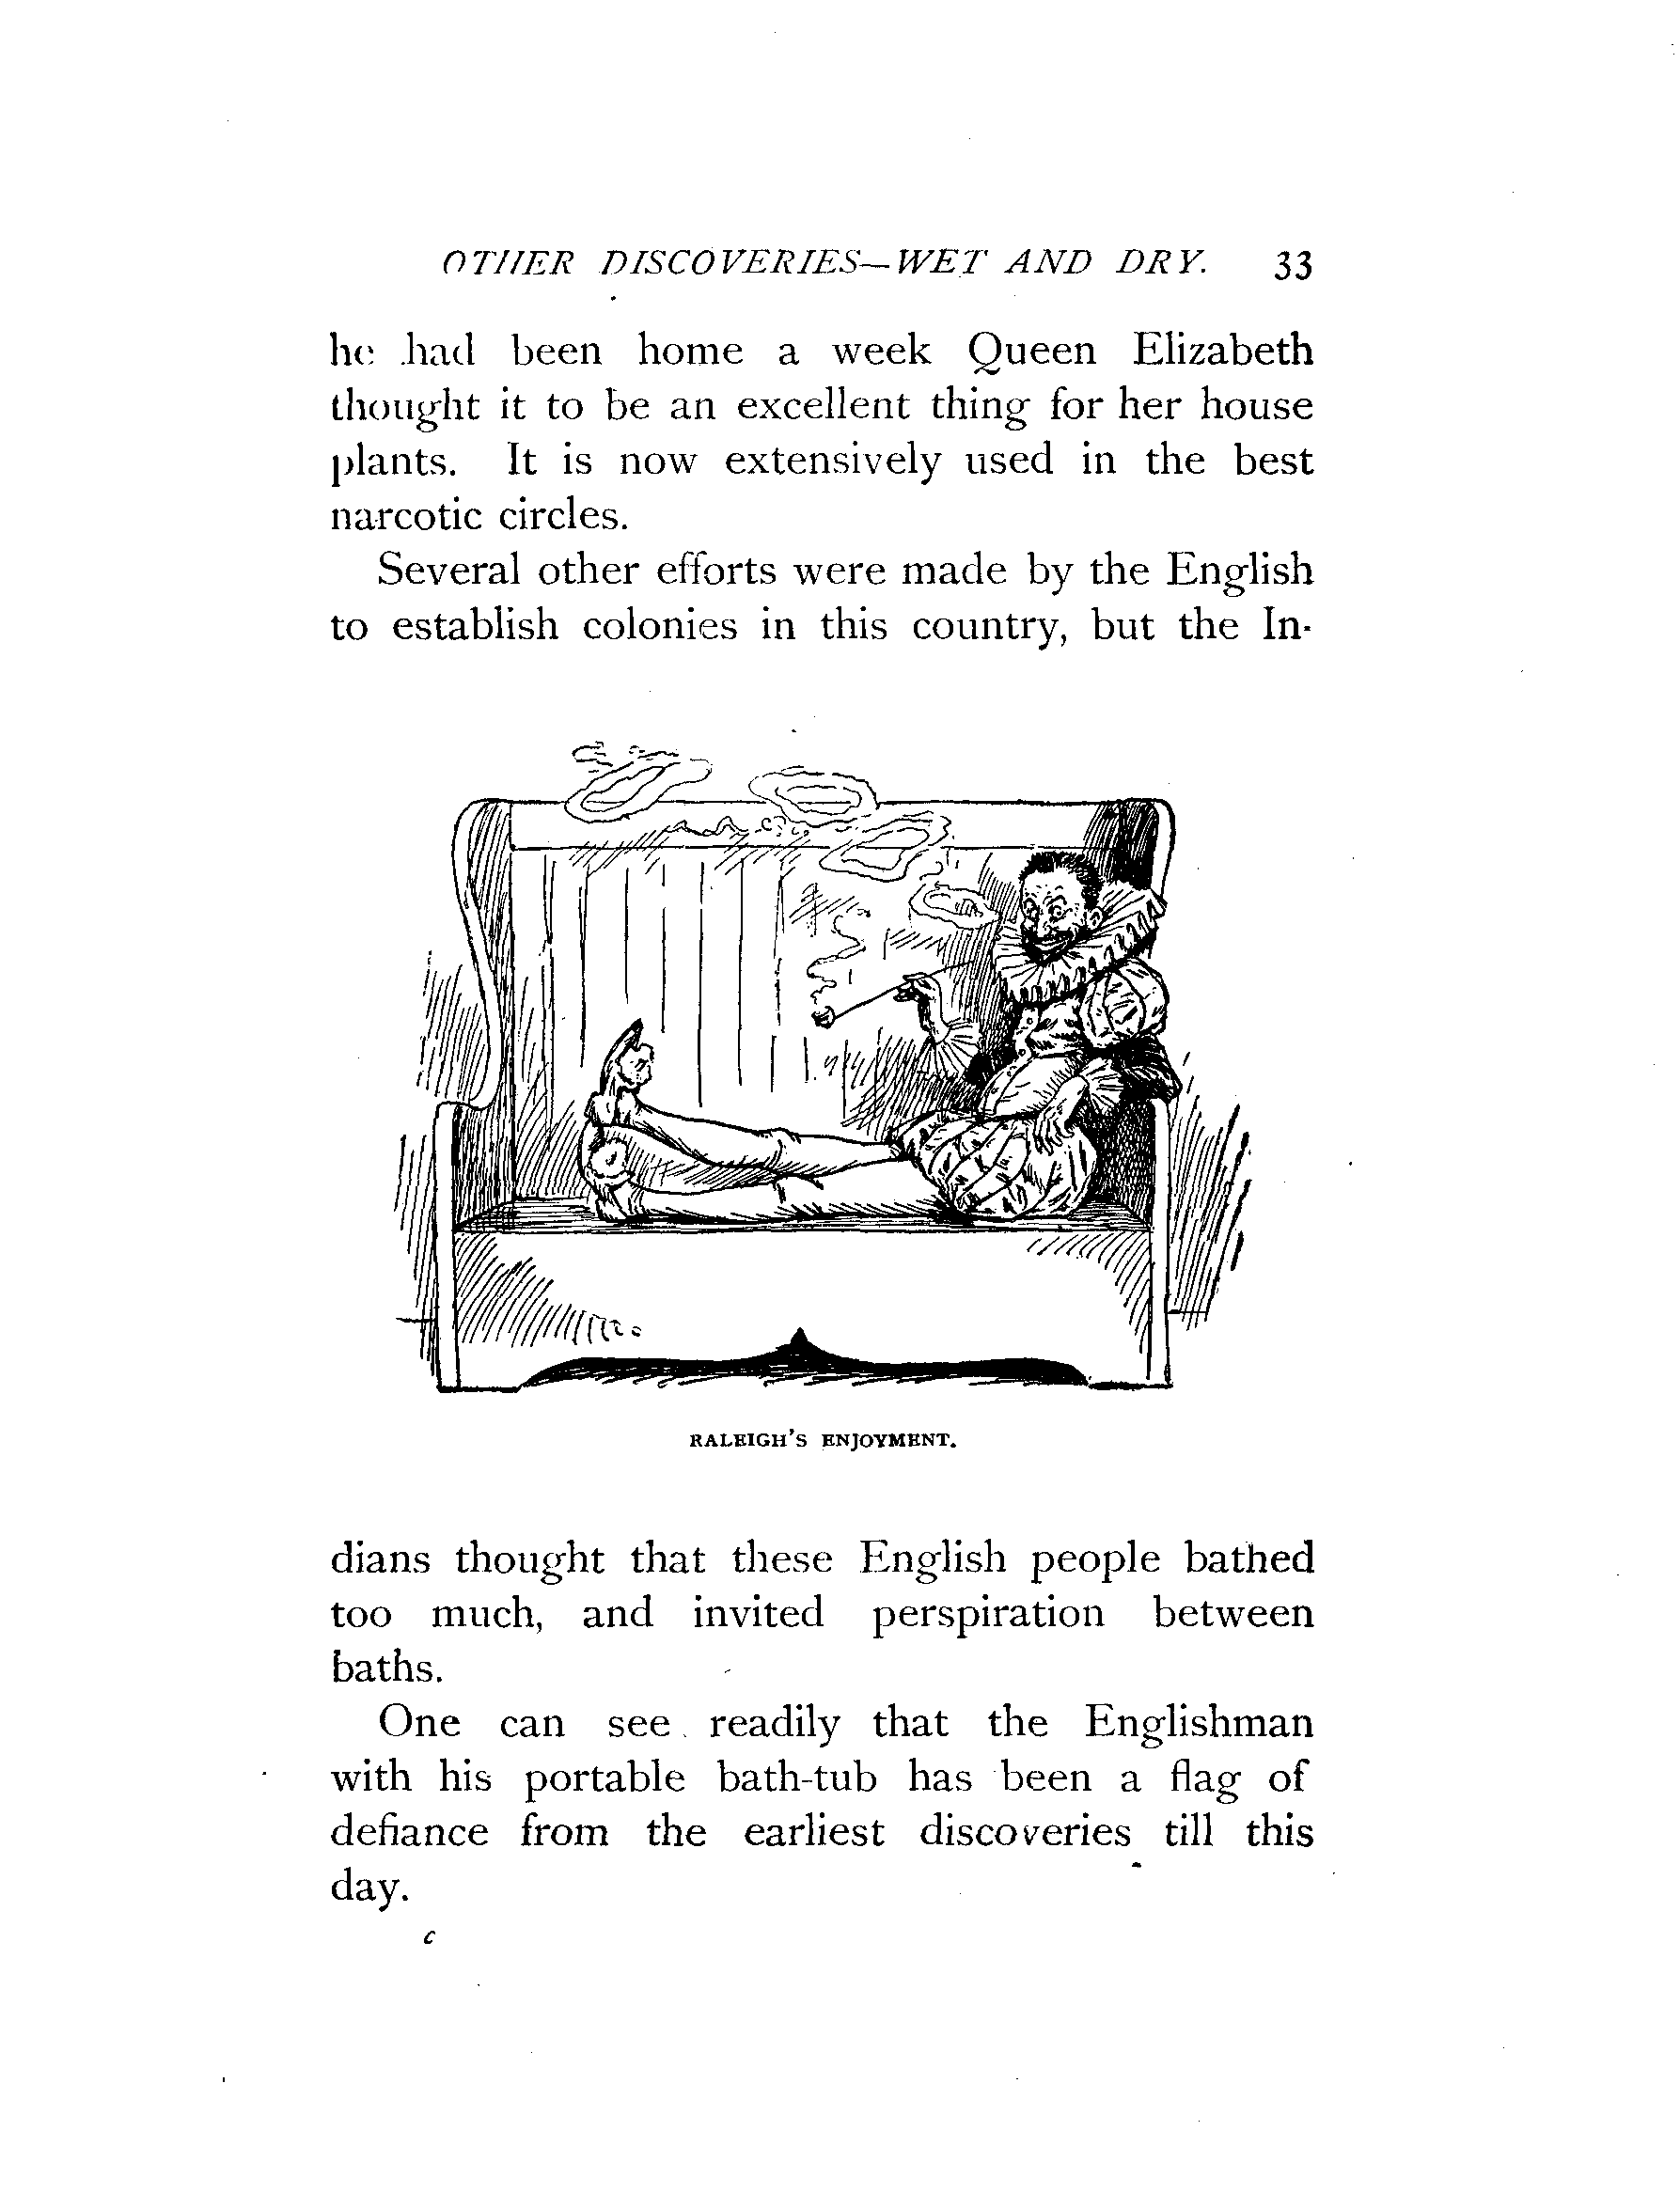 OTHER DISCOVERIES—WET AND DRY. 33
he had been home a week Queen Elizabeth
thought it to be an excellent thing for her house
plants. It is now extensively used in the best
narcotic circles.
Several other efforts were made by the English
to establish colonies in this country, but the In-
RALEIGH'S ENJOYMENT.
dians thought that these English people bathed
too much, and invited perspiration between
baths.
One can see readily that the Englishman
with his portable bath-tub has been a flag of
defiance from the earliest discoveries till this
day.
c